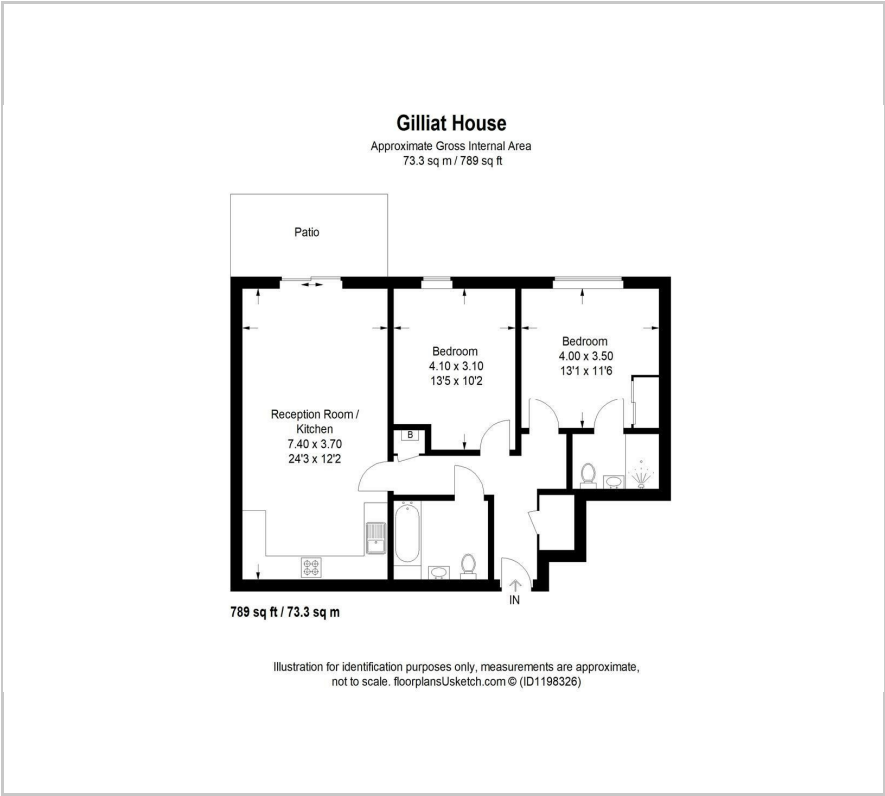 Gilliat House
Approximate Gross Internal Area
73.3 sq m / 789 sq ft
Patio
Bedroom
4.10 x 3.10
13'5 x 10'2
Bedroom
4.00 x 3.50
13'1 x 11'6
Reception Room /
Kitchen
7.40 x 3.70
24'3 x 12'2
B
IN
789 sq ft / 73.3 sq m
Illustration for identification purposes only, measurements are approximate,
not to scale. floorplansUsketch.com © (ID1198326)